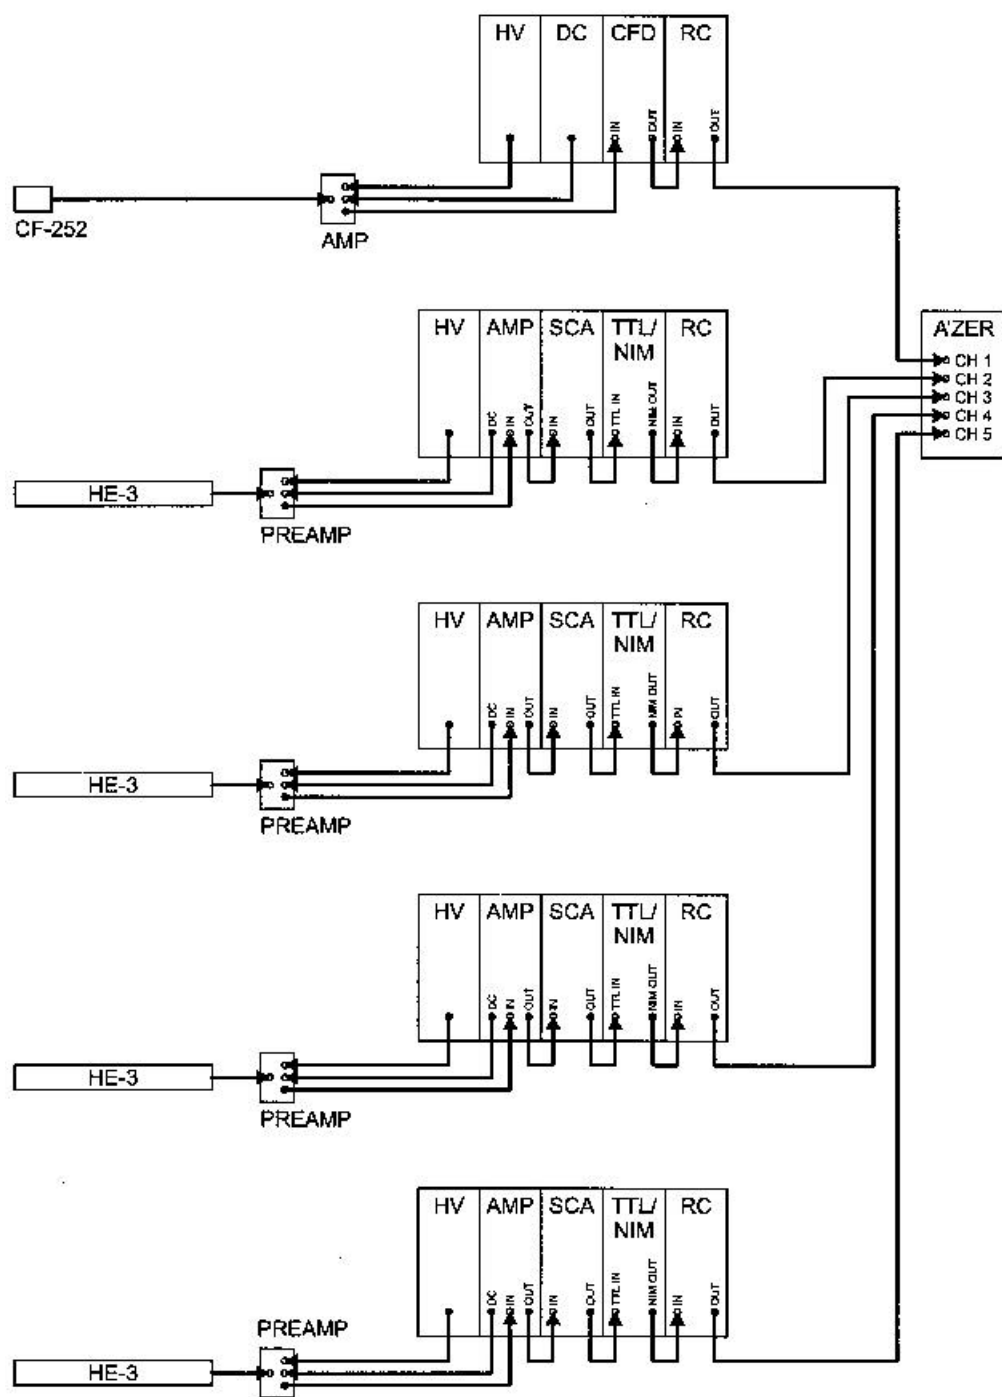 HV DC CFD RC
IN OUT IN OUT
CF-252
AMP
HV AMP SCA TTL/NIM RC
DC IN OUT IN OUT TTL IN NIM OUT IN OUT
A'ZER
CH 1
CH 2
CH 3
CH 4
CH 5
HE-3
PREAMP
HV AMP SCA TTL/NIM RC
DC IN OUT IN OUT TTL IN NIM OUT IN OUT
HE-3
PREAMP
HV AMP SCA TTL/NIM RC
DC IN OUT IN OUT TTL IN NIM OUT IN OUT
HE-3
PREAMP
HV AMP SCA TTL/NIM RC
DC IN OUT IN OUT TTL IN NIM OUT IN OUT
PREAMP
HE-3